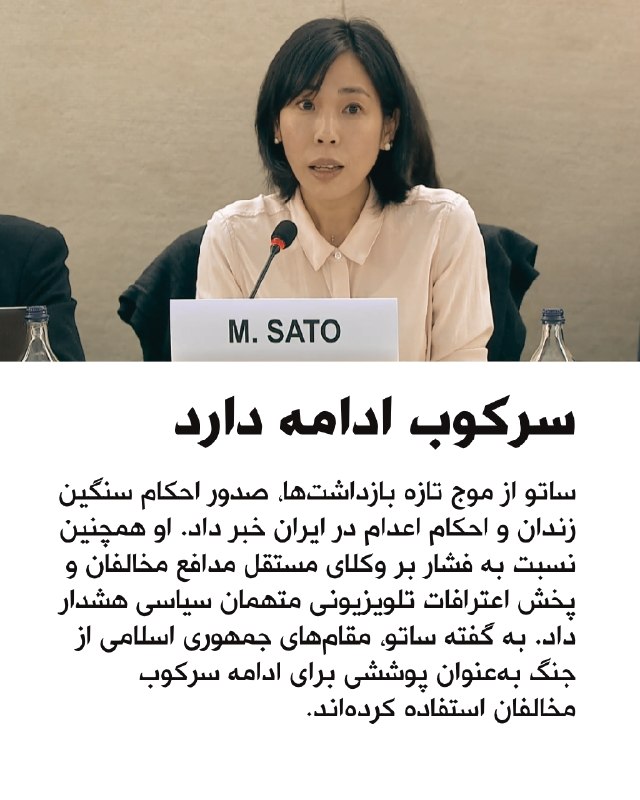 M. SATO
سرکوب ادامه دارد
ساتو از موج تازه بازداشت‌ها، صدور احکام سنگین
زندان و احکام اعدام در ایران خبر داد. او همچنین
نسبت به فشار بر وکلای مستقل مدافع مخالفان و
پخش اعترافات تلویزیونی متهمان سیاسی هشدار
داد. به گفته ساتو، مقام‌های جمهوری اسلامی از
جنگ به‌عنوان پوششی برای ادامه سرکوب
مخالفان استفاده کرده‌اند.